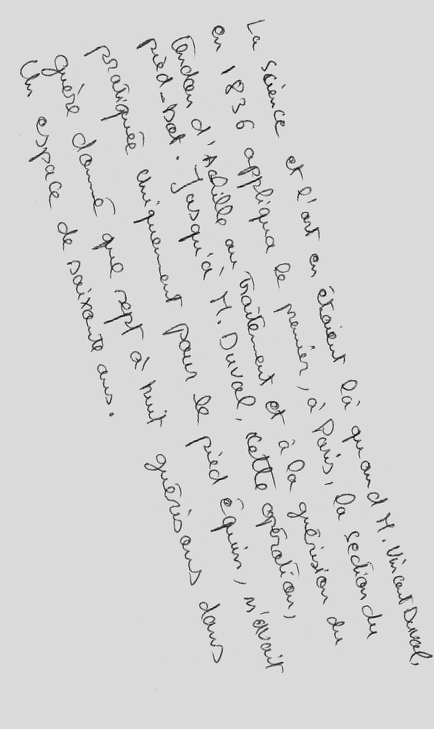 La science et l'art en étaient là quand M. Vincent Duval,
en 1836 appliqua le premier, à Paris, la section du
tendon d'Achille au traitement et à la guérison du
pied-bot. Jusqu'à M. Duval, cette opération,
pratiquée uniquement pour le pied équin, n'avait
guère donné que sept à huit guérisons dans
un espace de soixante ans.